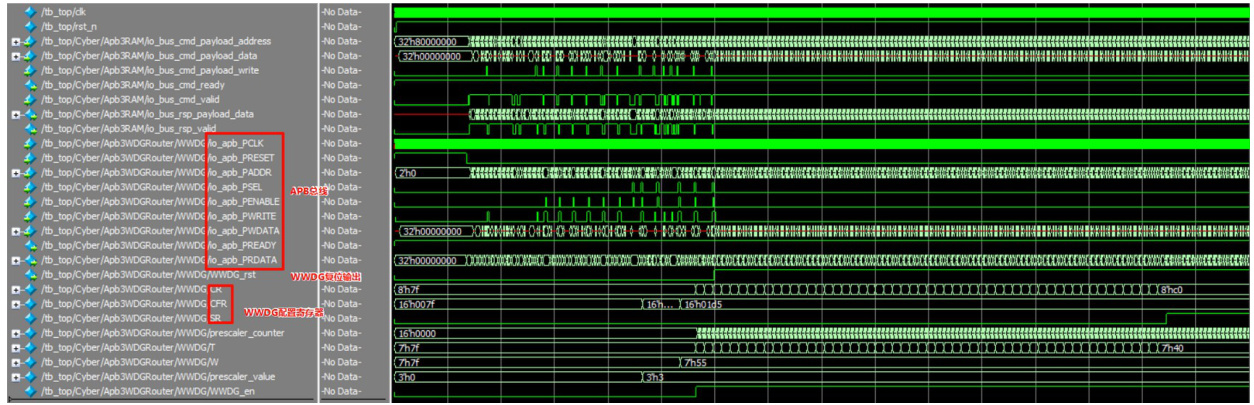 /tb_top/clk -No Data-
/tb_top/rst_n -No Data-
/tb_top/Cyber/Apb3RAM/io_bus_cmd_payload_address -No Data- 32'h80000000
/tb_top/Cyber/Apb3RAM/io_bus_cmd_payload_data -No Data- 32'h00000000
/tb_top/Cyber/Apb3RAM/io_bus_cmd_payload_write -No Data-
/tb_top/Cyber/Apb3RAM/io_bus_cmd_ready -No Data-
/tb_top/Cyber/Apb3RAM/io_bus_cmd_valid -No Data-
/tb_top/Cyber/Apb3RAM/io_bus_rsp_payload_data -No Data-
/tb_top/Cyber/Apb3RAM/io_bus_rsp_valid -No Data-
/tb_top/Cyber/Apb3WDGRouter/WWDG/io_apb_PCLK -No Data-
/tb_top/Cyber/Apb3WDGRouter/WWDG/io_apb_PRESET -No Data-
/tb_top/Cyber/Apb3WDGRouter/WWDG/io_apb_PADDR -No Data- 2'h0
/tb_top/Cyber/Apb3WDGRouter/WWDG/io_apb_PSEL -No Data-
APB总线
/tb_top/Cyber/Apb3WDGRouter/WWDG/io_apb_PENABLE -No Data-
/tb_top/Cyber/Apb3WDGRouter/WWDG/io_apb_PWRITE -No Data-
/tb_top/Cyber/Apb3WDGRouter/WWDG/io_apb_PWDATA -No Data- 32'h00000000
/tb_top/Cyber/Apb3WDGRouter/WWDG/io_apb_PREADY -No Data-
/tb_top/Cyber/Apb3WDGRouter/WWDG/io_apb_PRDATA -No Data- 32'h00000000
/tb_top/Cyber/Apb3WDGRouter/WWDG/WWDG_rst WWDG复位输出 -No Data-
/tb_top/Cyber/Apb3WDGRouter/WWDG/CR -No Data- 8'h7f 8'hc0
/tb_top/Cyber/Apb3WDGRouter/WWDG/CFR -No Data- 16'h007f 16'h... 16'h01d5
WWDG配置寄存器
/tb_top/Cyber/Apb3WDGRouter/WWDG/SR -No Data-
/tb_top/Cyber/Apb3WDGRouter/WWDG/prescaler_counter -No Data- 16'h0000
/tb_top/Cyber/Apb3WDGRouter/WWDG/T -No Data- 7'h7f 7'h40
/tb_top/Cyber/Apb3WDGRouter/WWDG/W -No Data- 7'h7f 7'h55
/tb_top/Cyber/Apb3WDGRouter/WWDG/prescaler_value -No Data- 3'h0 3'h3
/tb_top/Cyber/Apb3WDGRouter/WWDG/WWDG_en -No Data-